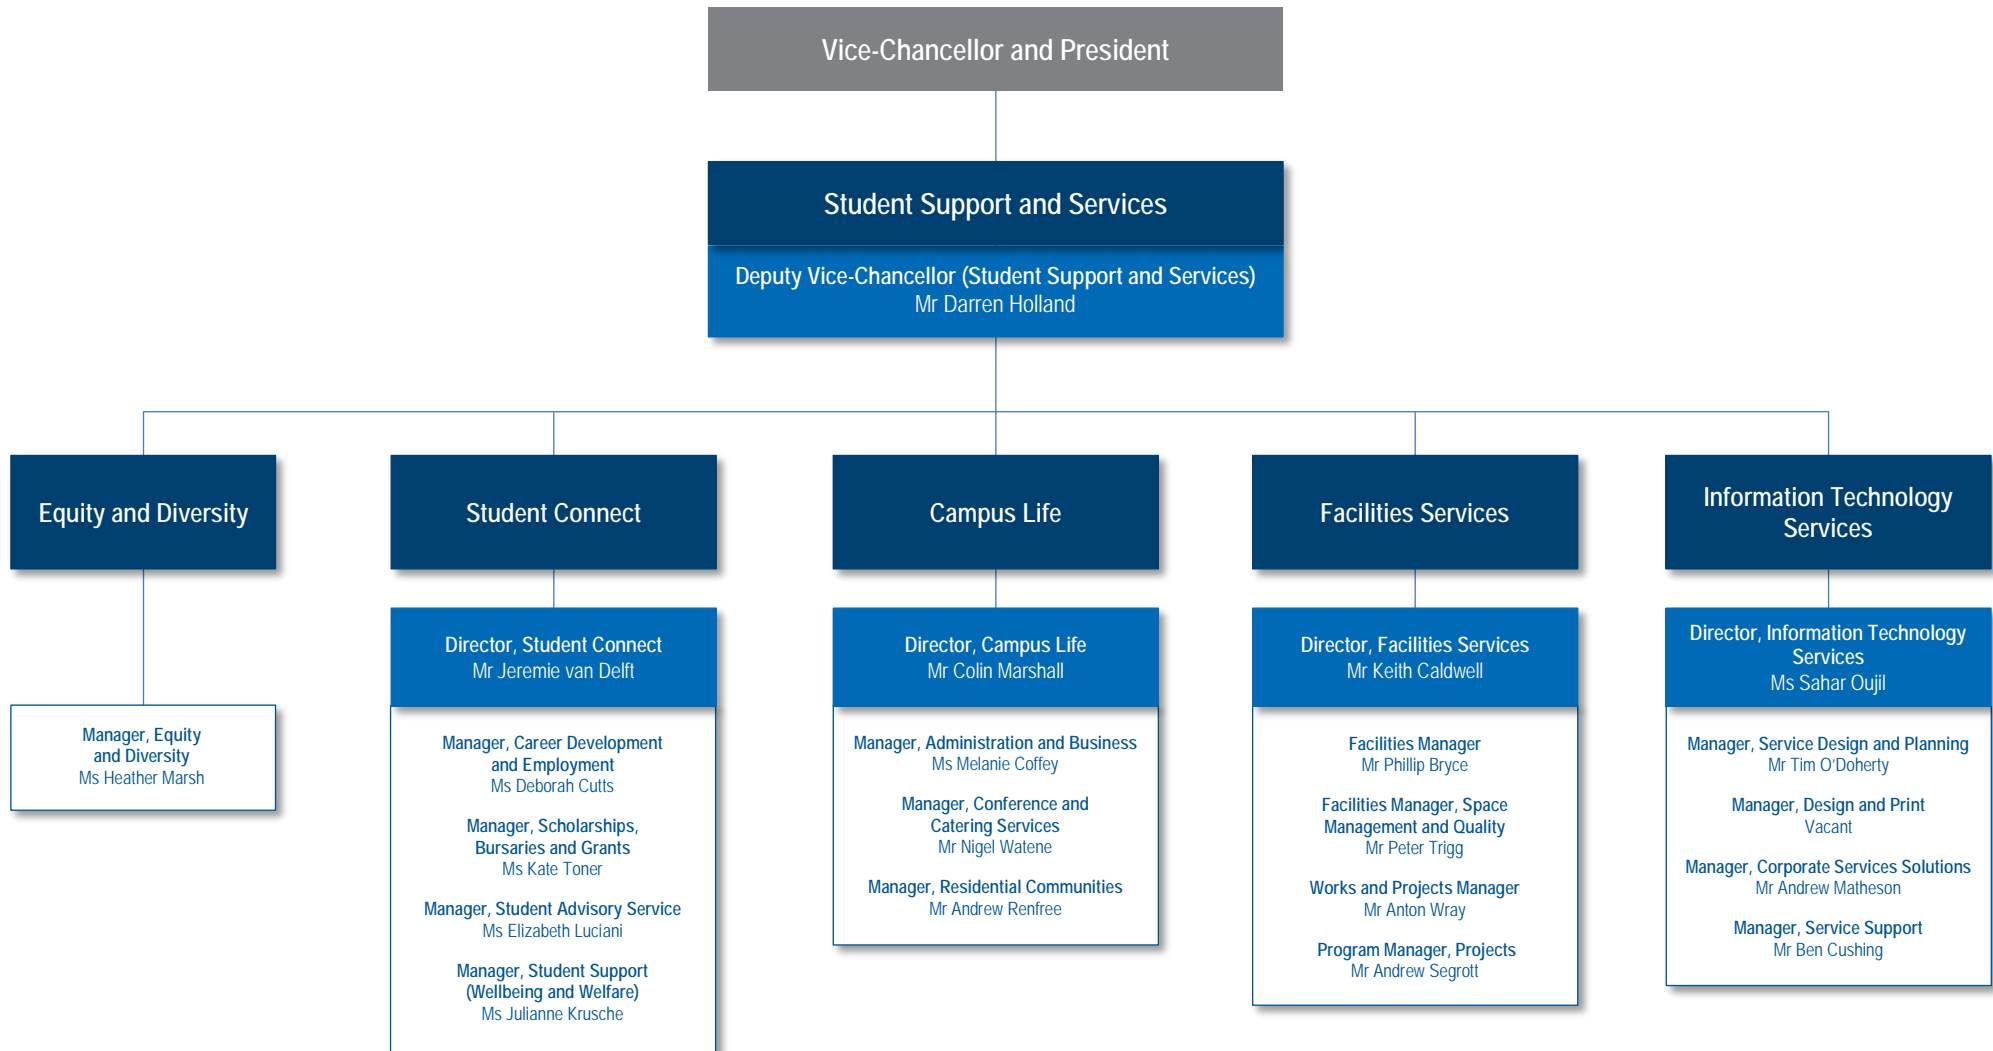 Vice-Chancellor and President
Student Support and Services
Deputy Vice-Chancellor (Student Support and Services)
Mr Darren Holland
Equity and Diversity
Manager, Equity
and Diversity
Ms Heather Marsh
Student Connect
Director, Student Connect
Mr Jeremie van Delft
Manager, Career Development
and Employment
Ms Deborah Cutts
Manager, Scholarships,
Bursaries and Grants
Ms Kate Toner
Manager, Student Advisory Service
Ms Elizabeth Luciani
Manager, Student Support
(Wellbeing and Welfare)
Ms Julianne Krusche
Campus Life
Director, Campus Life
Mr Colin Marshall
Manager, Administration and Business
Ms Melanie Coffey
Manager, Conference and
Catering Services
Mr Nigel Watene
Manager, Residential Communities
Mr Andrew Renfree
Facilities Services
Director, Facilities Services
Mr Keith Caldwell
Facilities Manager
Mr Phillip Bryce
Facilities Manager, Space
Management and Quality
Mr Peter Trigg
Works and Projects Manager
Mr Anton Wray
Program Manager, Projects
Mr Andrew Segrott
Information Technology
Services
Director, Information Technology
Services
Ms Sahar Oujil
Manager, Service Design and Planning
Mr Tim O'Doherty
Manager, Design and Print
Vacant
Manager, Corporate Services Solutions
Mr Andrew Matheson
Manager, Service Support
Mr Ben Cushing